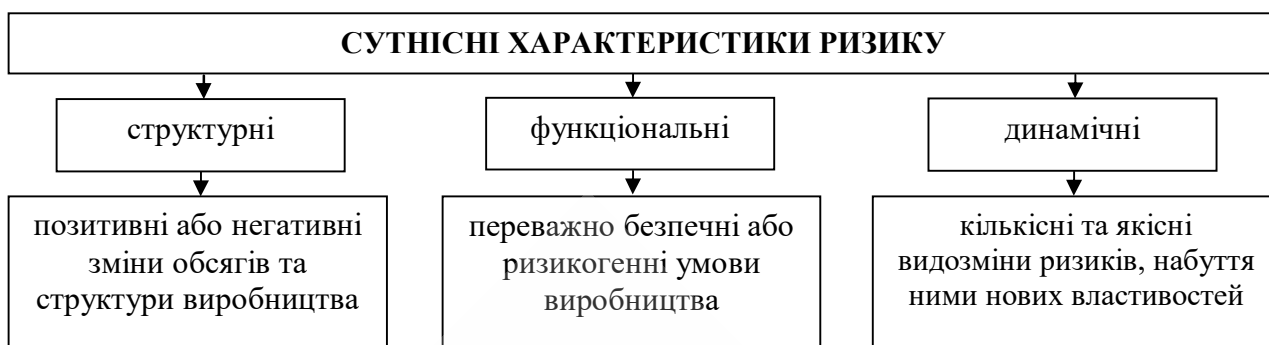 СУТНІСНІ ХАРАКТЕРИСТИКИ РИЗИКУ
структурні
функціональні
динамічні
позитивні або негативні
зміни обсягів та
структури виробництва
переважно безпечні або
ризикогенні умови
виробництва
кількісні та якісні
видозміни ризиків, набуття
ними нових властивостей